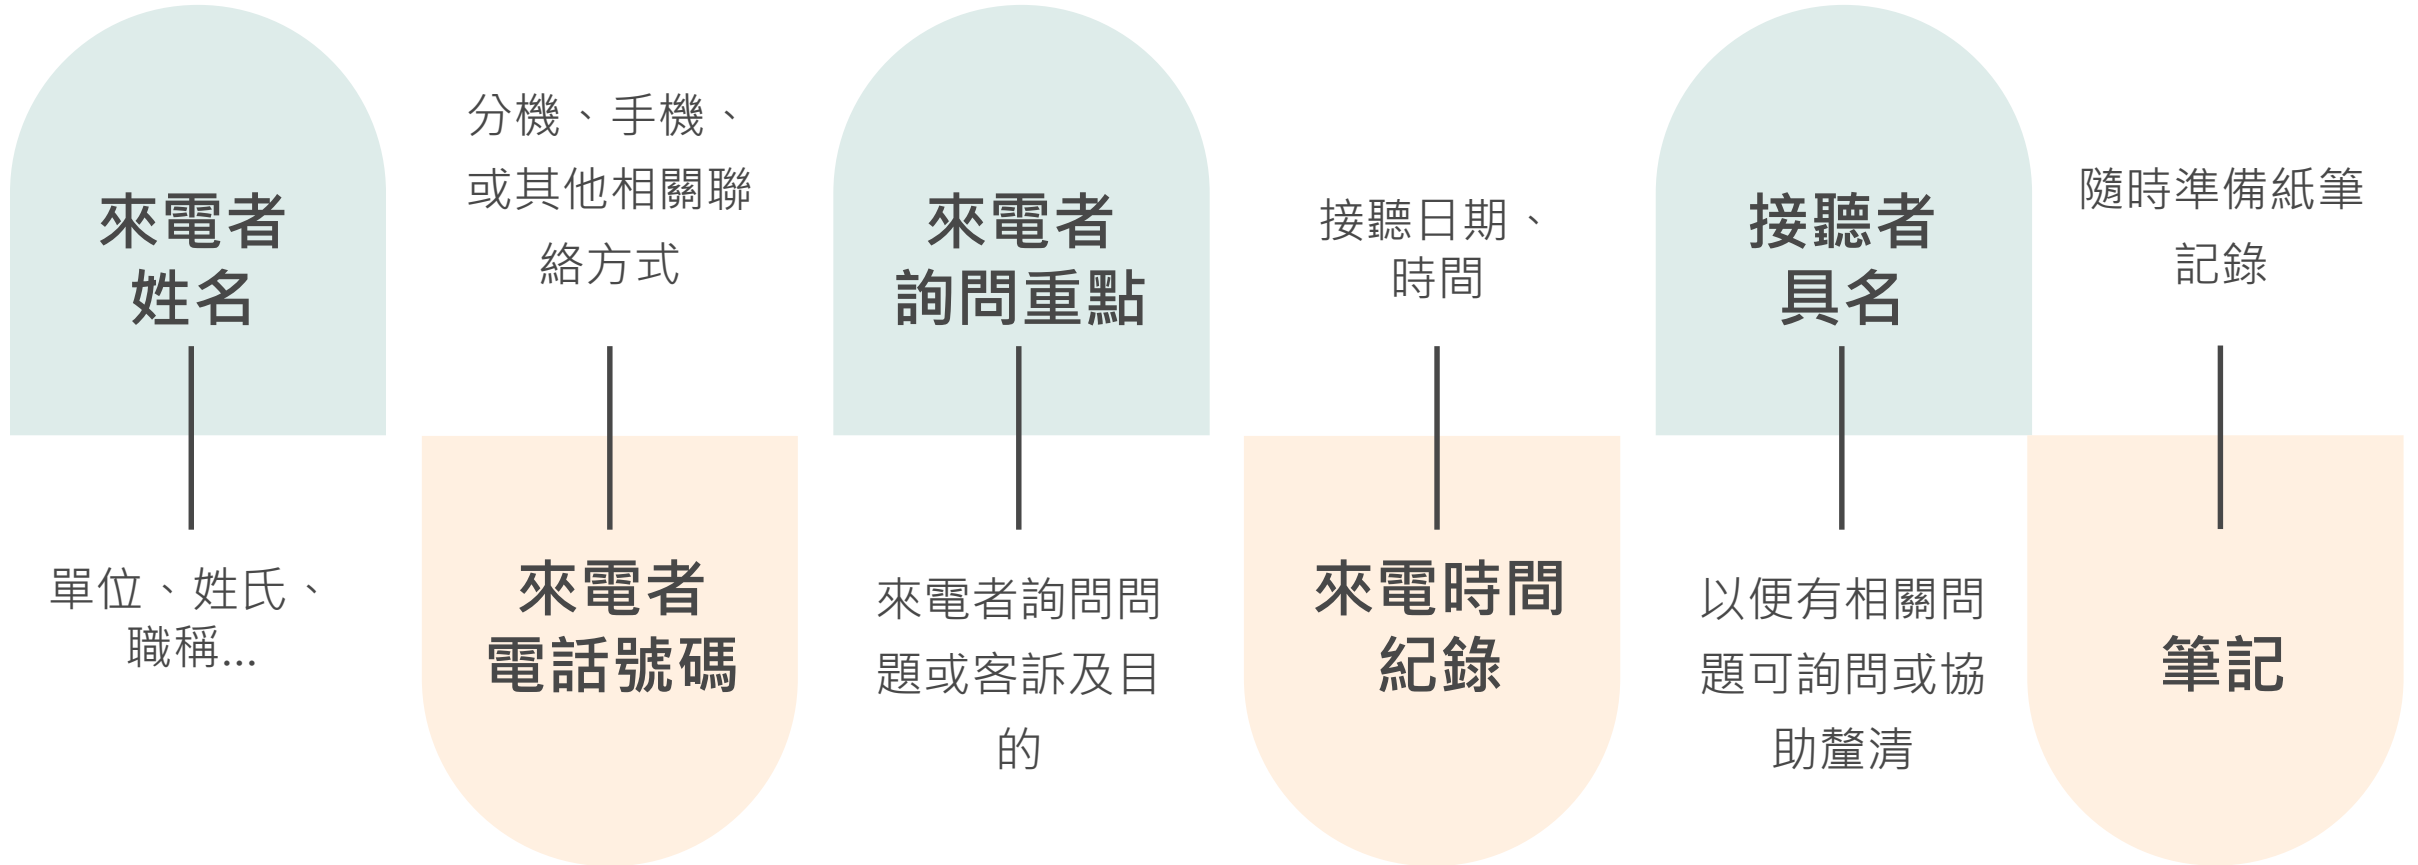 來電者
姓名
單位、姓氏、
職稱...
分機、手機、
或其他相關聯
絡方式
來電者
電話號碼
來電者
詢問重點
來電者詢問問
題或客訴及目
的
接聽日期、
時間
來電時間
紀錄
接聽者
具名
以便有相關問
題可詢問或協
助釐清
隨時準備紙筆
記錄
筆記